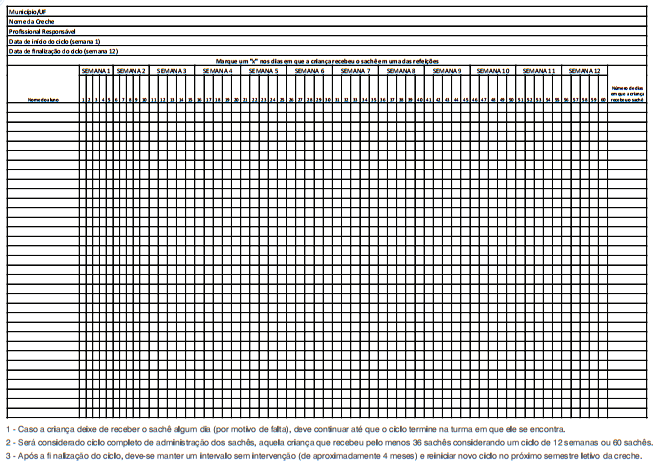 Município/UF
Nome da Creche
Profissional Responsável
Data de início do ciclo (semana 1)
Data de finalização do ciclo (semana 12)
Marque um "x" nos dias em que a criança recebeu o sachê em uma das refeições
SEMANA 1 SEMANA 2 SEMANA 3 SEMANA 4 SEMANA 5 SEMANA 6 SEMANA 7 SEMANA 8 SEMANA 9 SEMANA 10 SEMANA 11 SEMANA 12
Nome do aluno 1 2 3 4 5 6 7 8 9 10 11 12 13 14 15 16 17 18 19 20 21 22 23 24 25 26 27 28 29 30 31 32 33 34 35 36 37 38 39 40 41 42 43 44 45 46 47 48 49 50 51 52 53 54 55 56 57 58 59 60
Número de dias
em que a criança
recebeu o sachê
1 - Caso a criança deixe de receber o sachê algum dia (por motivo de falta), deve continuar até que o ciclo termine na turma em que ele se encontra.
2 - Será considerado ciclo completo de administração dos sachês, aquela criança que recebeu pelo menos 36 sachês considerando um ciclo de 12 semanas ou 60 sachês.
3 - Após a fi nalização do ciclo, deve-se manter um intervalo sem intervenção (de aproximadamente 4 meses) e reiniciar novo ciclo no próximo semestre letivo da creche.